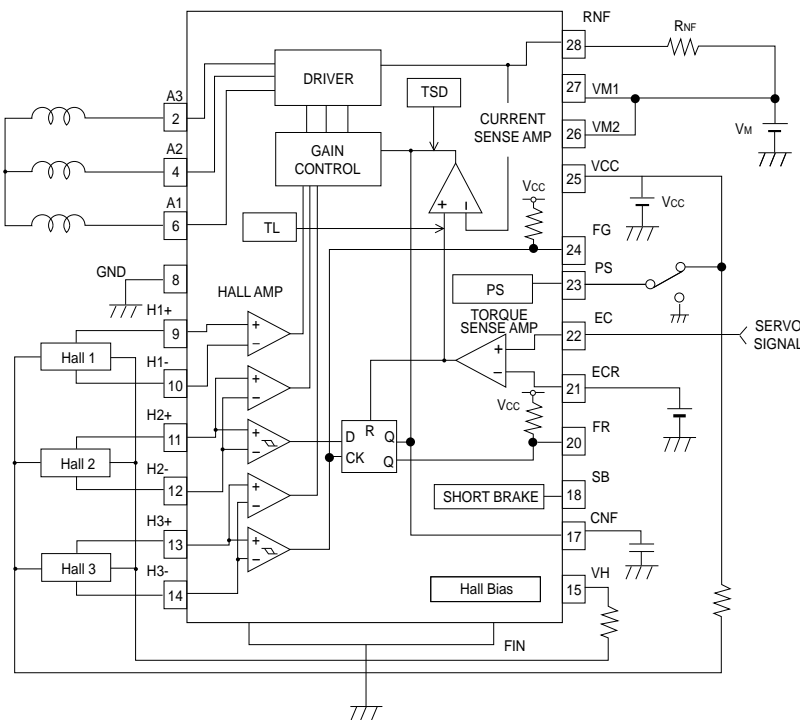 RNF
28
RNF
DRIVER
27
VM1
A3
2
TSD
CURRENT
SENSE AMP
26
VM2
VM
A2
4
GAIN
CONTROL
VCC
25
VCC
VCC
+
−
A1
6
TL
24
FG
GND
8
HALL AMP
23
PS
PS
TORQUE
SENSE AMP
H1+
9
+
−
EC
22
SERVO
SIGNAL
+
−
Hall 1
H1-
10
ECR
21
+
−
VCC
H2+
11
D
R
Q
CK
Q
FR
20
+
−
Hall 2
H2-
12
SHORT BRAKE
SB
18
+
−
H3+
13
CNF
17
+
−
Hall 3
H3-
14
Hall Bias
VH
15
FIN